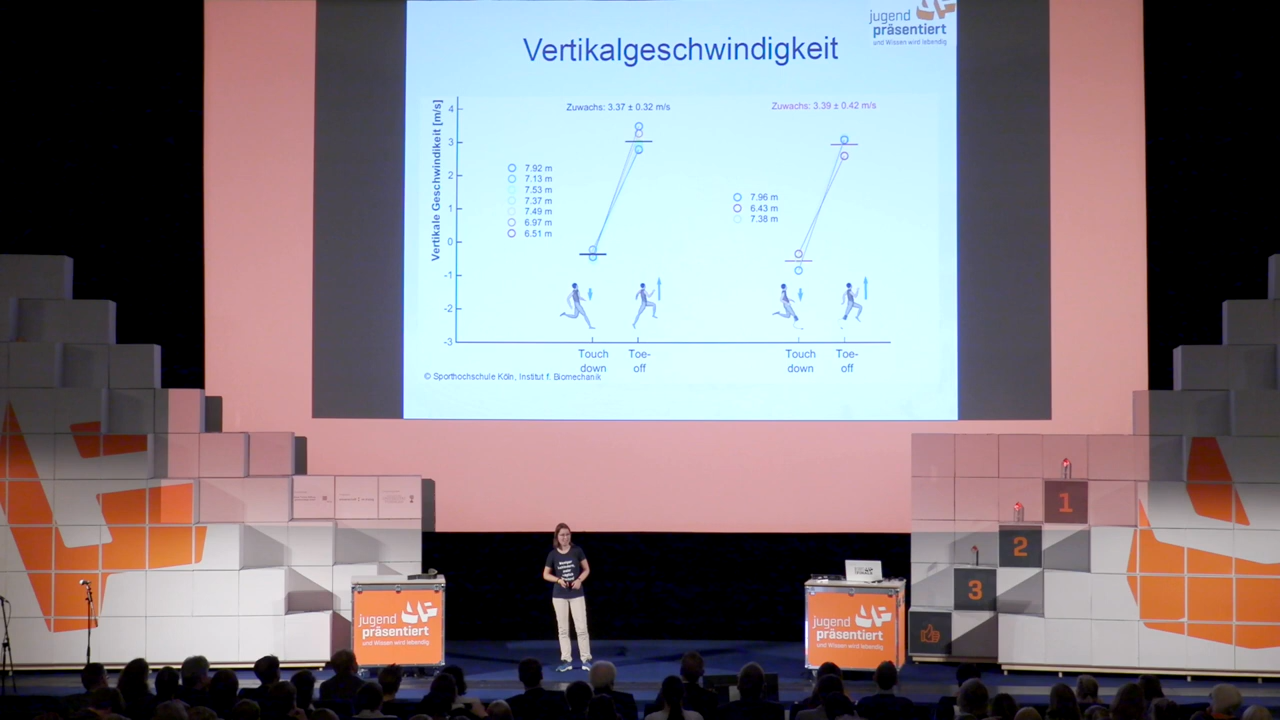 jugend
präsentiert
und Wissen wird lebendig
Vertikalgeschwindigkeit
Vertikale Geschwindikeit [m/s]
4
3
2
1
0
-1
-2
-3
Zuwachs: 3.37 ± 0.32 m/s
7.92 m
7.13 m
7.53 m
7.37 m
7.49 m
6.97 m
6.51 m
Zuwachs: 3.39 ± 0.42 m/s
7.96 m
6.43 m
7.38 m
Touch
down
Toe-
off
Touch
down
Toe-
off
© Sporthochschule Köln, Institut f. Biomechanik
1
2
3
jugend
präsentiert
und Wissen wird lebendig
jugend
präsentiert
und Wissen wird lebendig